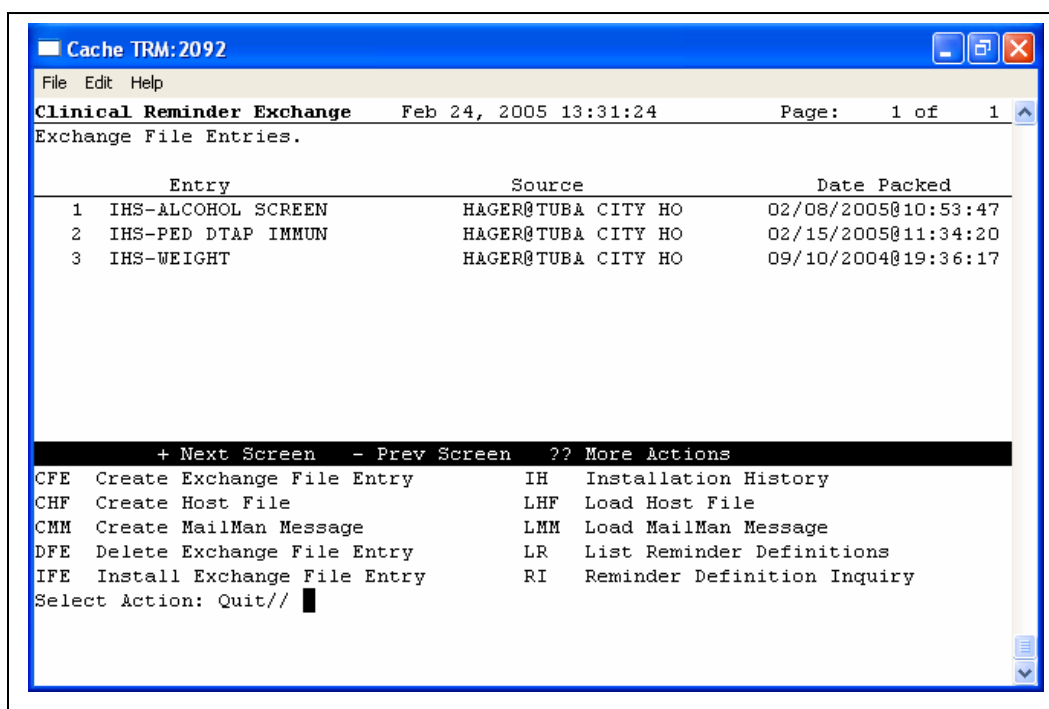 Cache TRM:2092
File Edit Help
Clinical Reminder Exchange Feb 24, 2005 13:31:24 Page: 1 of 1
Exchange File Entries.
Entry Source Date Packed
1 IHS-ALCOHOL SCREEN HAGER@TUBA CITY HO 02/08/2005@10:53:47
2 IHS-PED DTAP IMMUN HAGER@TUBA CITY HO 02/15/2005@11:34:20
3 IHS-WEIGHT HAGER@TUBA CITY HO 09/10/2004@19:36:17
+ Next Screen - Prev Screen ?? More Actions
CFE Create Exchange File Entry IH Installation History
CHF Create Host File LHF Load Host File
CMM Create MailMan Message LMM Load MailMan Message
DFE Delete Exchange File Entry LR List Reminder Definitions
IFE Install Exchange File Entry RI Reminder Definition Inquiry
Select Action: Quit//